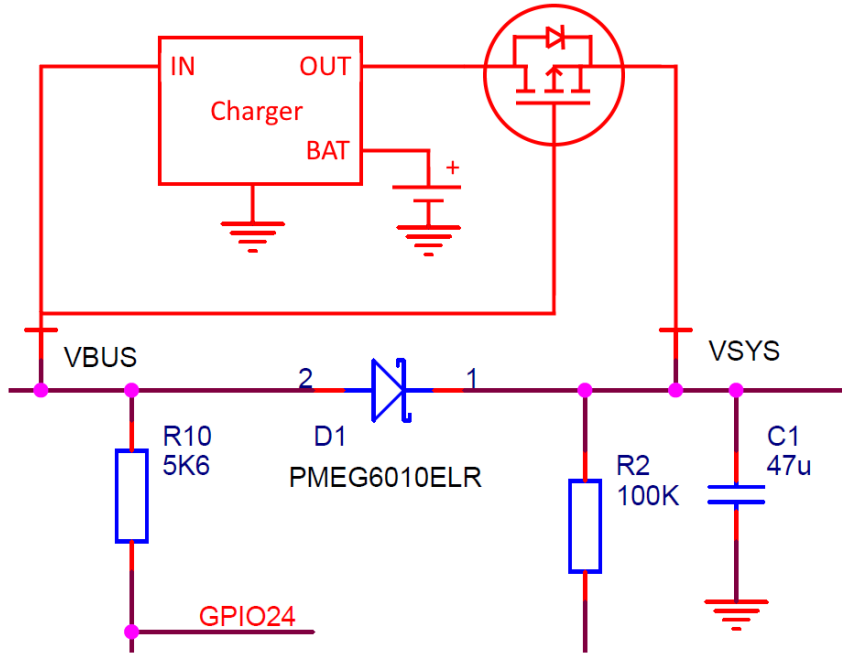 IN
OUT
Charger
BAT
+
VBUS
VSYS
2
1
R10
5K6
D1
PMEG6010ELR
R2
100K
C1
47u
GPIO24